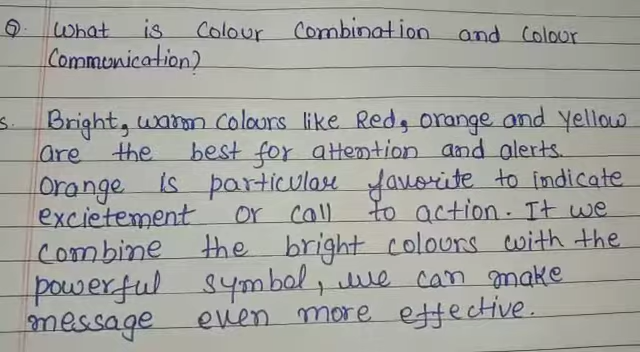 Q. What is Colour Combination and Colour
Communication?
s. Bright, warm Colours like Red, orange and Yellow
are the best for attention and alerts.
Orange is particulare favorite to indicate
excietement or call to action. It we
combine the bright colours with the
powerful symbol, we can make
message even more effective.